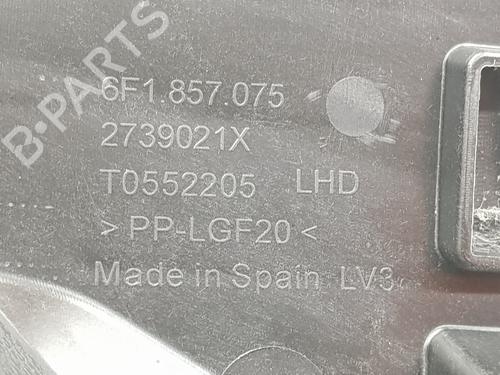 B-PARTS
6F1.857.075
2739021X
T0552205 LHD
> PP-LGF20 <
Made in Spain LV3